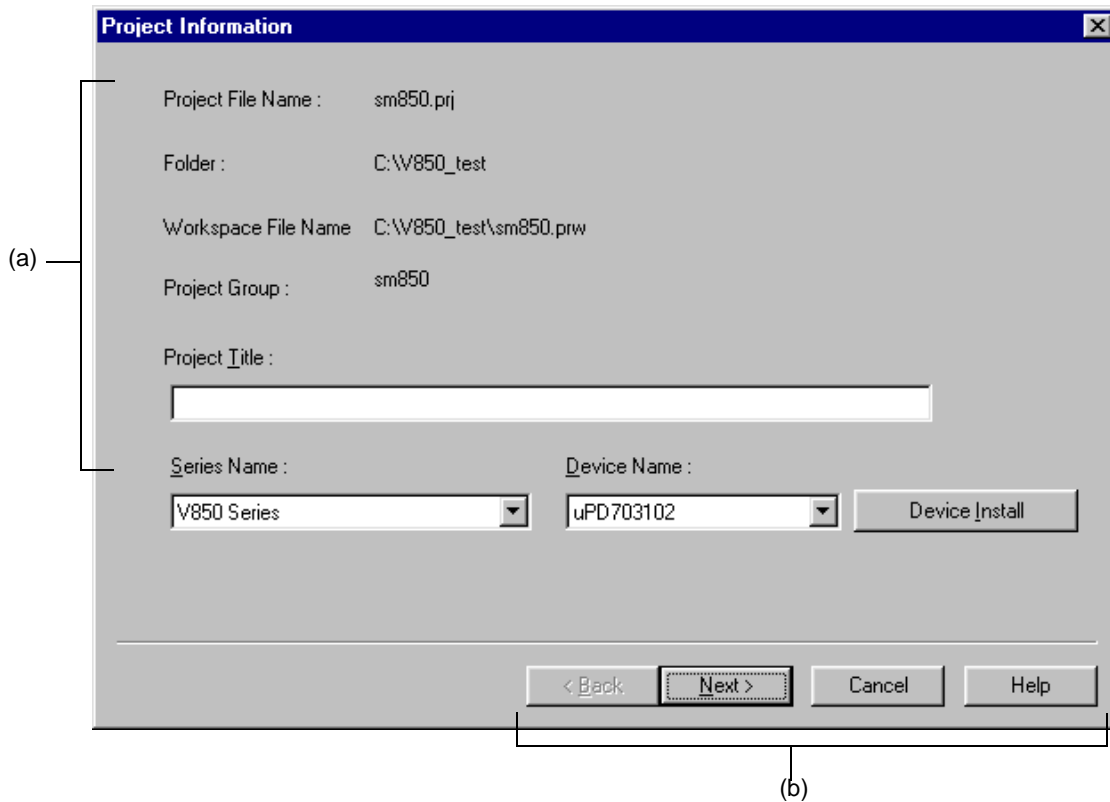 Project Information
Project File Name : sm850.prj
Folder : C:\V850_test
Workspace File Name C:\V850_test\sm850.prw
(a)
Project Group : sm850
Project Title :
Series Name : Device Name :
V850 Series uPD703102 Device Install
< Back Next > Cancel Help
(b)